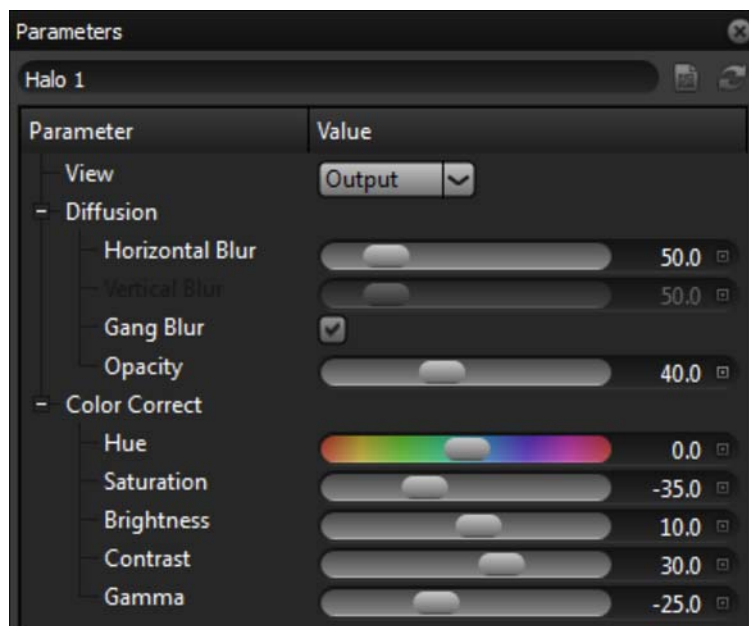 Parameters
Halo 1
Parameter Value
View Output
Diffusion
Horizontal Blur 50.0
Vertical Blur 50.0
Gang Blur
Opacity 40.0
Color Correct
Hue 0.0
Saturation -35.0
Brightness 10.0
Contrast 30.0
Gamma -25.0